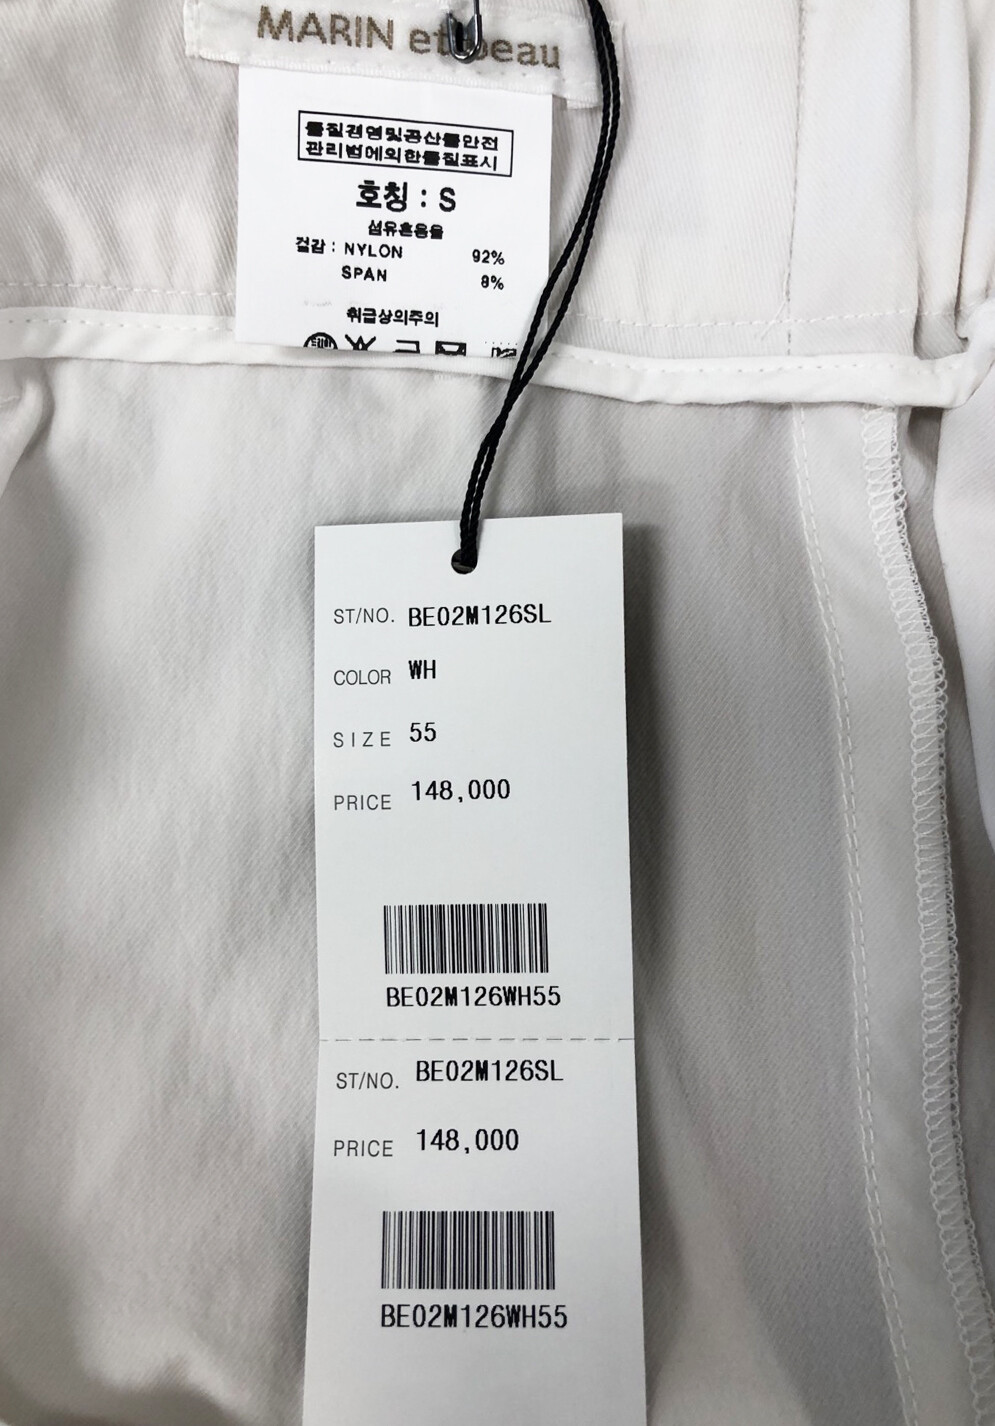 MARIN et beau
품질경영및공산품안전
관리법에의한품질표시
호칭 : S
섬유혼용율
겉감 : NYLON 92%
SPAN 8%
취급상의주의
ST/NO. BE02M126SL
COLOR WH
SIZE 55
PRICE 148,000
BE02M126WH55
ST/NO. BE02M126SL
PRICE 148,000
BE02M126WH55